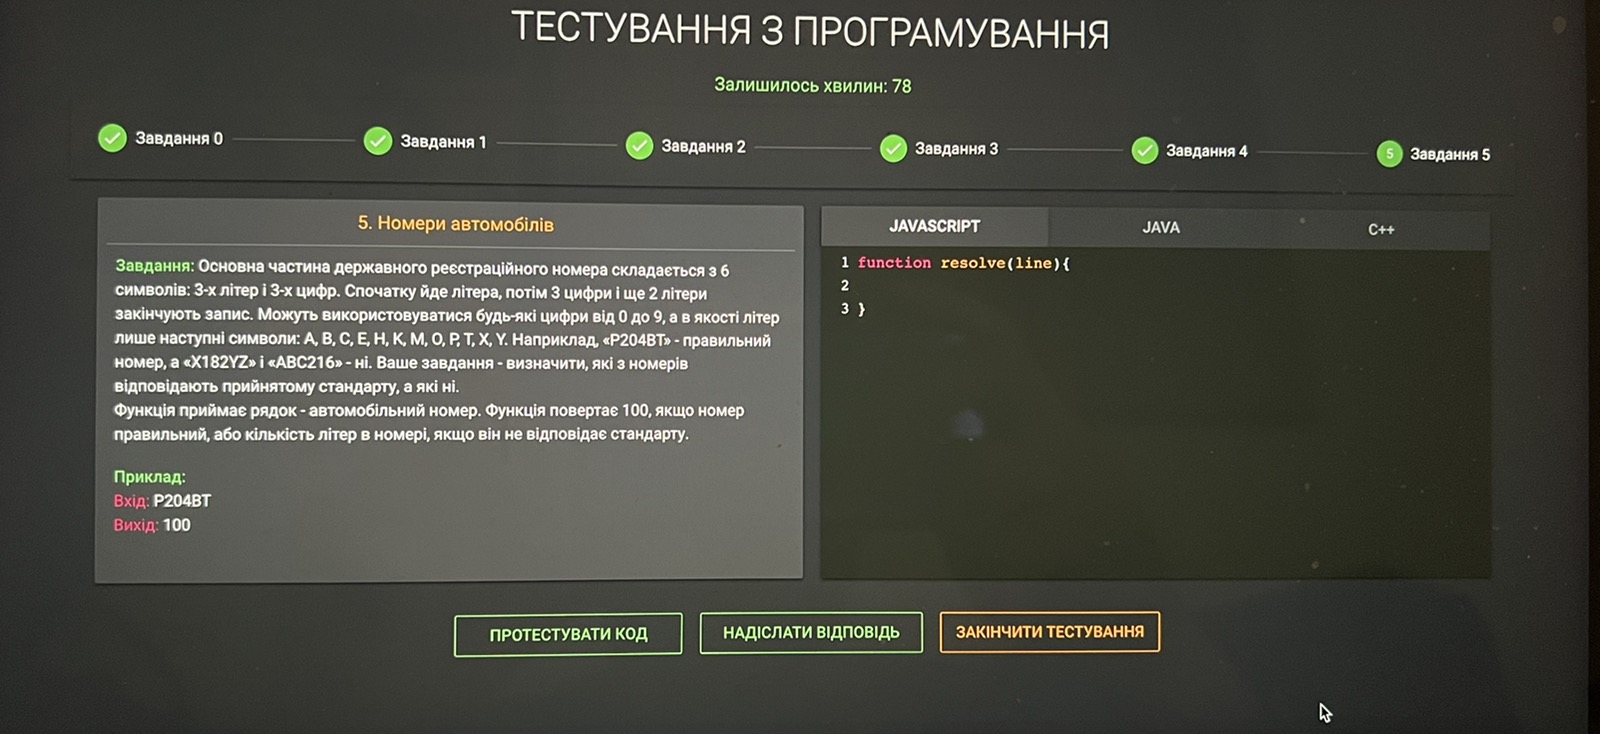 ТЕСТУВАННЯ З ПРОГРАМУВАННЯ
Залишилось хвилин: 78
Завдання 0
Завдання 1
Завдання 2
Завдання 3
Завдання 4
5 Завдання 5
5. Номери автомобілів
Завдання: Основна частина державного реєстраційного номера складається з 6
символів: 3-х літер і 3-х цифр. Спочатку йде літера, потім 3 цифри і ще 2 літери
закінчують запис. Можуть використовуватися будь-які цифри від 0 до 9, а в якості літер
лише наступні символи: A, B, C, E, H, K, M, O, P, T, X, Y. Наприклад, «P204BT» - правильний
номер, а «X182YZ» і «ABC216» - ні. Ваше завдання - визначити, які з номерів
відповідають прийнятому стандарту, а які ні.
Функція приймає рядок - автомобільний номер. Функція повертає 100, якщо номер
правильний, або кількість літер в номері, якщо він не відповідає стандарту.
Приклад:
Вхід: P204BT
Вихід: 100
JAVASCRIPT
JAVA
C++
1 function resolve(line){
2
3 }
ПРОТЕСТУВАТИ КОД
НАДІСЛАТИ ВІДПОВІДЬ
ЗАКІНЧИТИ ТЕСТУВАННЯ